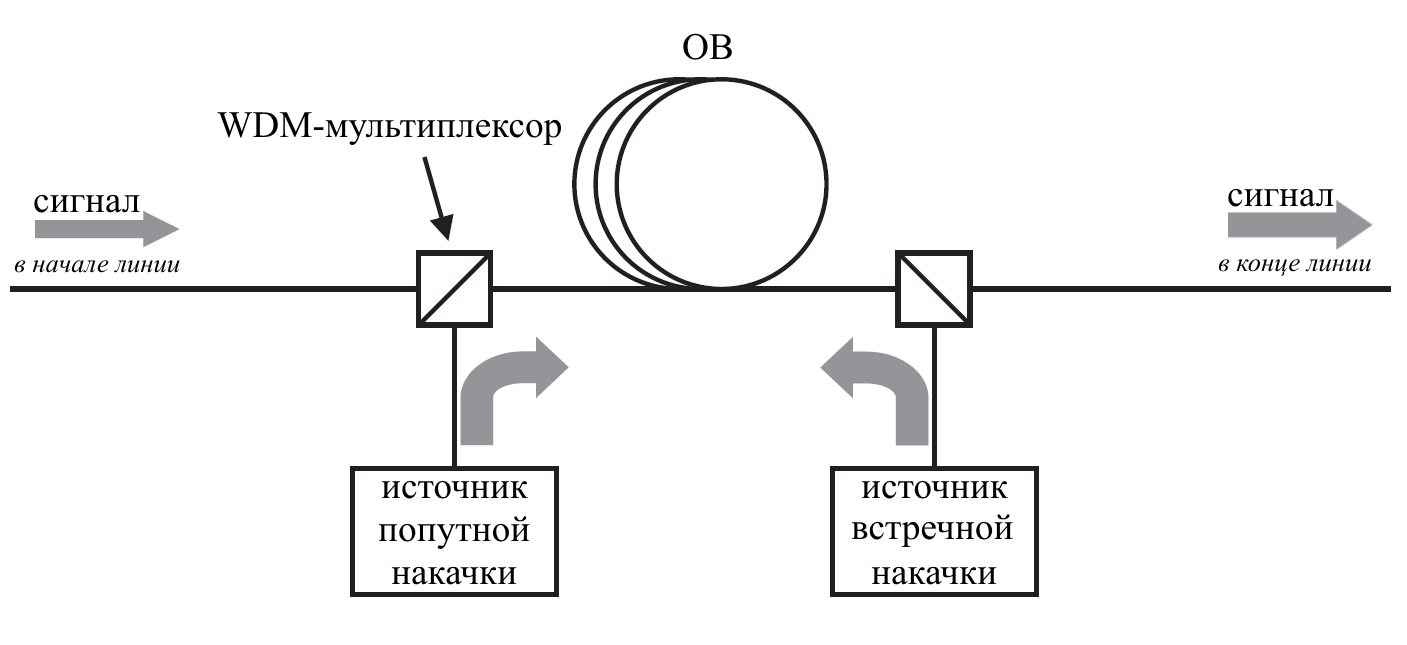 ОВ
WDM-мультиплексор
сигнал
в начале линии
сигнал
в конце линии
источник
попутной
накачки
источник
встречной
накачки